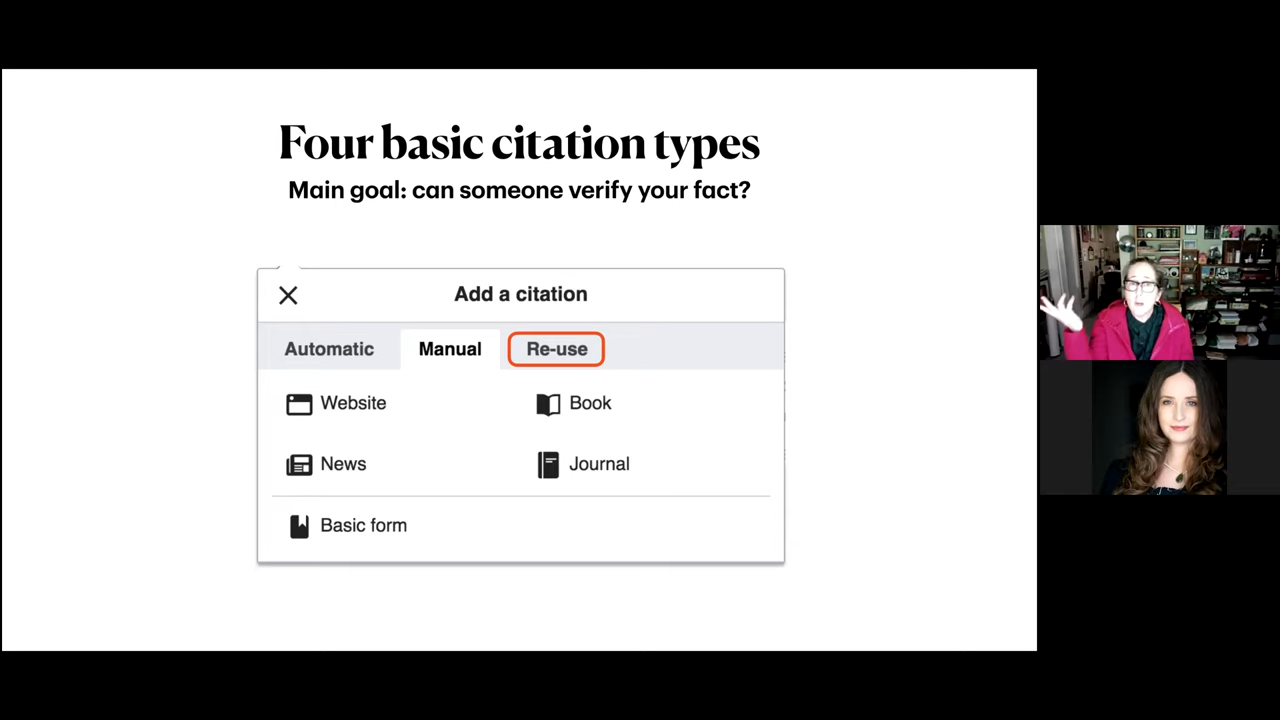 Four basic citation types
Main goal: can someone verify your fact?
Add a citation
Automatic Manual Re-use
Website Book
News Journal
Basic form